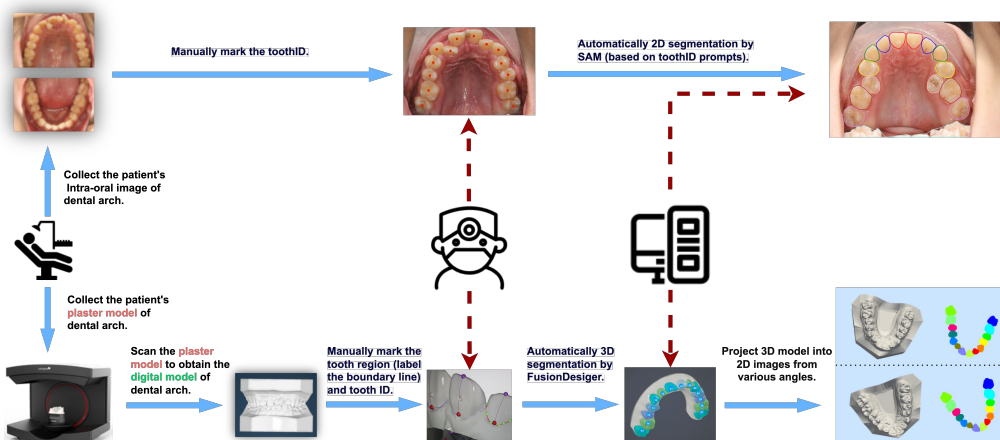 Manually mark the toothID.
Automatically 2D segmentation by
SAM (based on toothID prompts).
Collect the patient's
Intra-oral image of
dental arch.
Collect the patient's
plaster model of
dental arch.
Scan the plaster
model to obtain the
digital model of
dental arch.
Manually mark the
tooth region (label
the boundary line)
and tooth ID.
Automatically 3D
segmentation by
FusionDesiger.
Project 3D model into
2D images from
various angles.